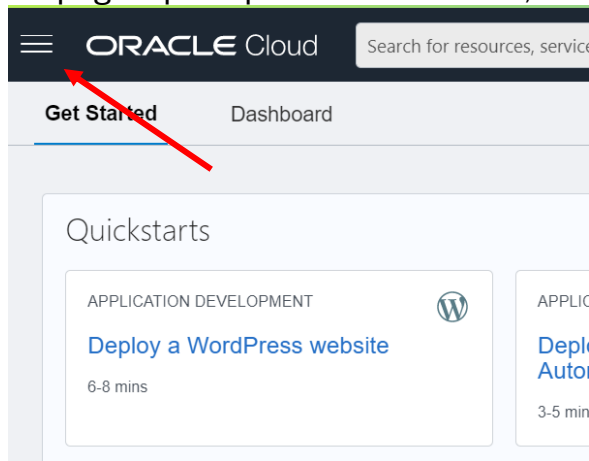 ORACLE Cloud
Search for resources, service
Get Started
Dashboard
Quickstarts
APPLICATION DEVELOPMENT
Deploy a WordPress website
6-8 mins
APPLIC
Deplo
Autor
3-5 min